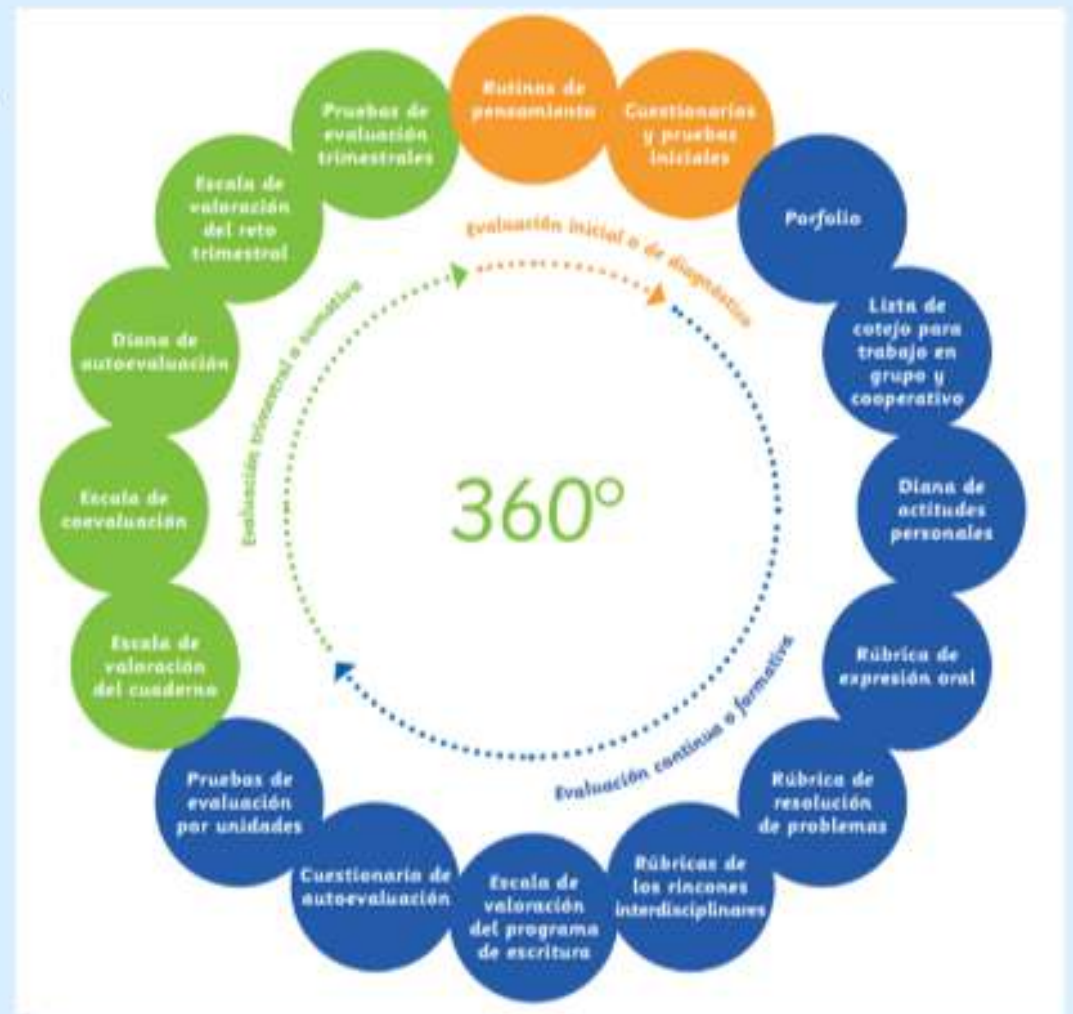 Rutinas de
pensamiento
Cuestionarios
y pruebas
iniciales
Porfolio
Lista de
cotejo para
trabajo en
grupo y
cooperativo
Diana de
actitudes
personales
Rúbrica de
expresión oral
Rúbrica de
resolución
de problemas
Rúbricas de
los rincones
interdisciplinares
Escala de
valoración
del programa
de escritura
Cuestionario de
autoevaluación
Pruebas de
evaluación
por unidades
Escala de
valoración
del cuaderno
Escala de
coevaluación
Diana de
autoevaluación
Escala de
valoración
del reto
trimestral
Pruebas de
evaluación
trimestrales
Evaluación inicial o de diagnóstico
Evaluación continua o formativa
Evaluación trimestral o sumativa
360º